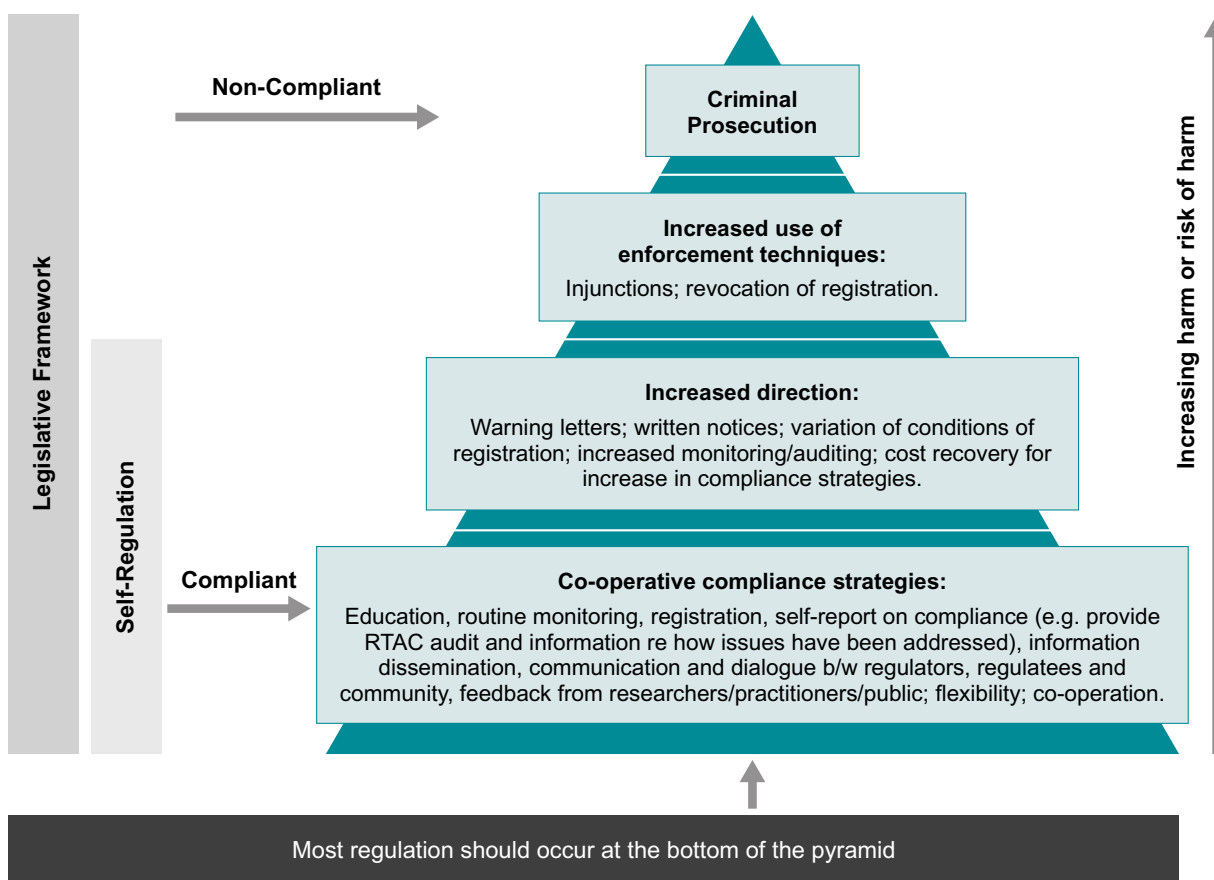 Non-Compliant
Criminal
Prosecution
Increased use of
enforcement techniques:
Injunctions; revocation of registration.
Increased direction:
Warning letters; written notices; variation of conditions of
registration; increased monitoring/auditing; cost recovery for
increase in compliance strategies.
Compliant
Co-operative compliance strategies:
Education, routine monitoring, registration, self-report on compliance (e.g. provide
RTAC audit and information re how issues have been addressed), information
dissemination, communication and dialogue b/w regulators, regulatees and
community, feedback from researchers/practitioners/public; flexibility; co-operation.
Legislative Framework
Self-Regulation
Increasing harm or risk of harm
Most regulation should occur at the bottom of the pyramid